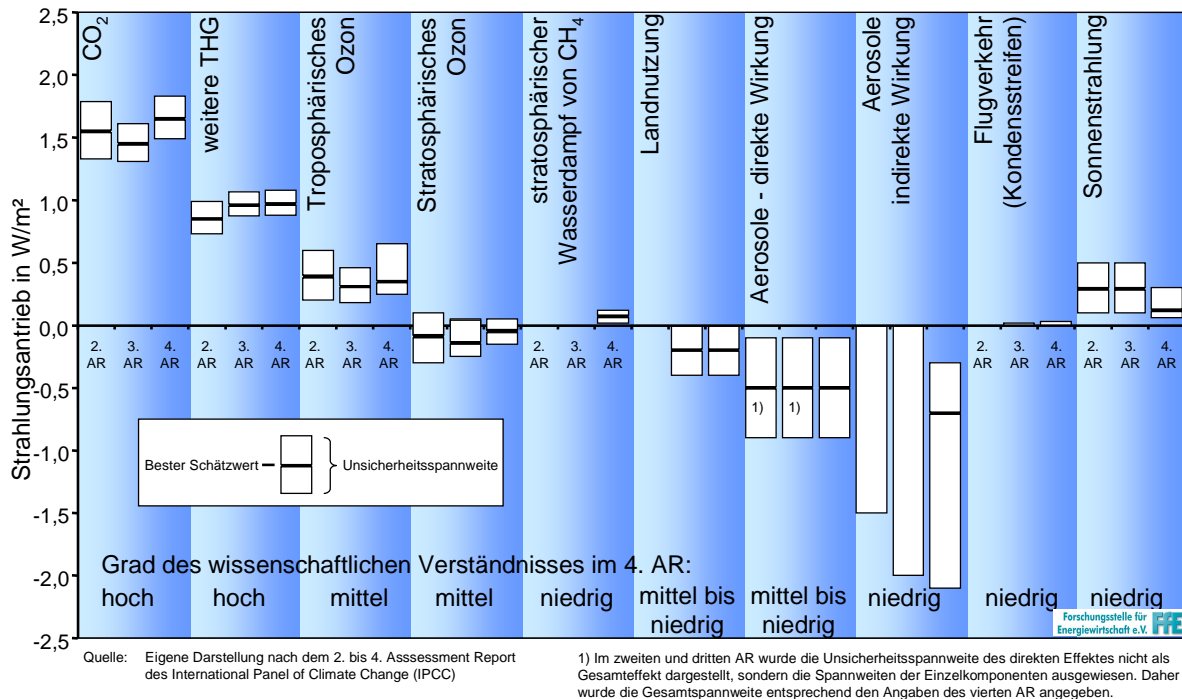 2,5
2,0
1,5
1,0
0,5
0,0
-0,5
-1,0
-1,5
-2,0
-2,5
Strahlungsantrieb in W/m²
CO₂
weitere THG
Troposphärisches
Ozon
Stratosphärisches
Ozon
stratosphärischer
Wasserdampf von CH₄
Landnutzung
Aerosole - direkte Wirkung
Aerosole
indirekte Wirkung
Flugverkehr
(Kondensstreifen)
Sonnenstrahlung
2. AR
3. AR
4. AR
2. AR
3. AR
4. AR
2. AR
3. AR
4. AR
2. AR
3. AR
4. AR
2. AR
3. AR
4. AR
2. AR
3. AR
4. AR
2. AR
3. AR
4. AR
1)
1)
Bester Schätzwert
Unsicherheitsspannweite
Grad des wissenschaftlichen Verständnisses im 4. AR:
hoch
hoch
mittel
mittel
niedrig
mittel bis
niedrig
mittel bis
niedrig
niedrig
niedrig
niedrig
Forschungsstelle für
Energiewirtschaft e.V.
FfE
Quelle: Eigene Darstellung nach dem 2. bis 4. Asssessment Report
des International Panel of Climate Change (IPCC)
1) Im zweiten und dritten AR wurde die Unsicherheitsspannweite des direkten Effektes nicht als
Gesamteffekt dargestellt, sondern die Spannweiten der Einzelkomponenten ausgewiesen. Daher
wurde die Gesamtspannweite entsprechend den Angaben des vierten AR angegeben.